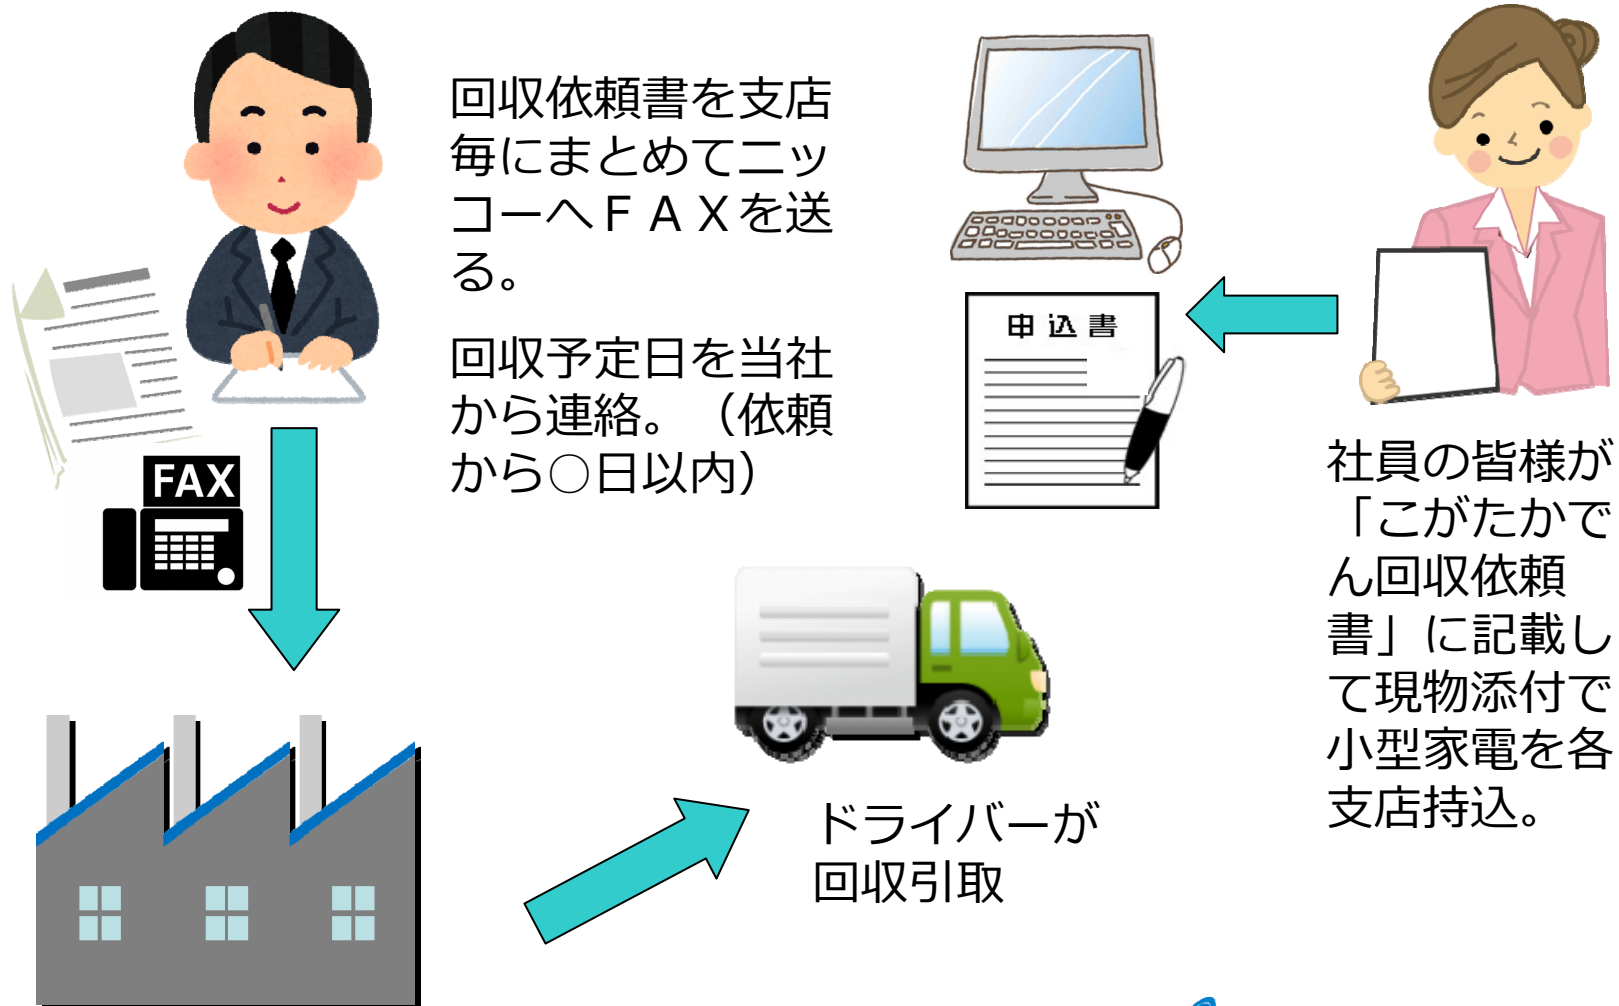 回収依頼書を支店
毎にまとめてニッ
コーへＦＡＸを送
る。
回収予定日を当社
から連絡。（依頼
から○日以内）
申込書
社員の皆様が
「こがたかで
ん回収依頼
書」に記載し
て現物添付で
小型家電を各
支店持込。
FAX
ドライバーが
回収引取